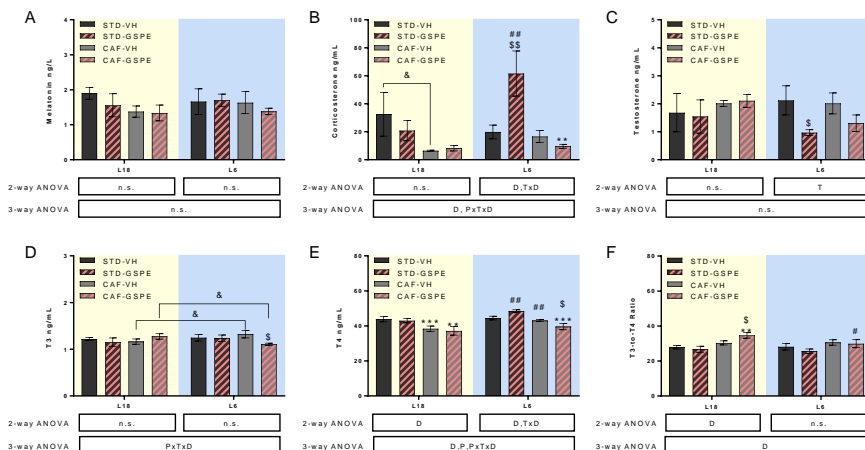 A
STD-VH
STD-GSPE
CAF-VH
CAF-GSPE
Melatonin ng/L
4
3
2
1
0
L18
L6
2-way ANOVA
n.s.
n.s.
3-way ANOVA
n.s.
B
STD-VH
STD-GSPE
CAF-VH
CAF-GSPE
Corticosterone ng/mL
100
80
60
40
20
0
&
##
$$
**
L18
L6
2-way ANOVA
n.s.
D,TxD
3-way ANOVA
D, PxTxD
C
STD-VH
STD-GSPE
CAF-VH
CAF-GSPE
Testosterone ng/mL
5
4
3
2
1
0
$
L18
L6
2-way ANOVA
n.s.
T
3-way ANOVA
n.s.
D
STD-VH
STD-GSPE
CAF-VH
CAF-GSPE
T3 ng/mL
3
2
1
0
&
&
$
L18
L6
2-way ANOVA
n.s.
n.s.
3-way ANOVA
PxTxD
E
STD-VH
STD-GSPE
CAF-VH
CAF-GSPE
T4 ng/mL
80
60
40
20
0
***
**
##
##
$
***
L18
L6
2-way ANOVA
D
D,TxD
3-way ANOVA
D,P,PxTxD
F
STD-VH
STD-GSPE
CAF-VH
CAF-GSPE
T3-to-T4 Ratio
80
60
40
20
0
$
**
#
L18
L6
2-way ANOVA
D
n.s.
3-way ANOVA
D